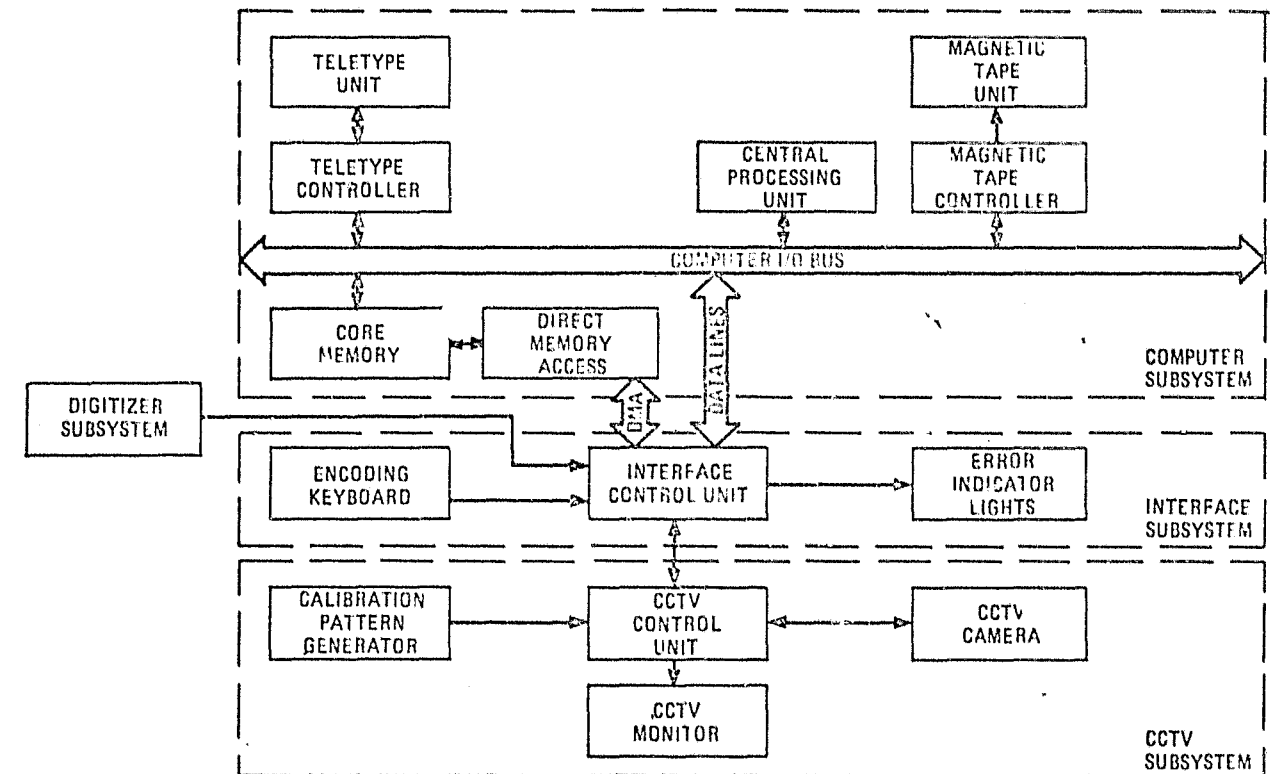 TELETYPE
UNIT
MAGNETIC
TAPE
UNIT
TELETYPE
CONTROLLER
CENTRAL
PROCESSING
UNIT
MAGNETIC
TAPE
CONTROLLER
COMPUTER I/O BUS
CORE
MEMORY
DIRECT
MEMORY
ACCESS
DATA LINES
DMA
COMPUTER
SUBSYSTEM
DIGITIZER
SUBSYSTEM
ENCODING
KEYBOARD
INTERFACE
CONTROL UNIT
ERROR
INDICATOR
LIGHTS
INTERFACE
SUBSYSTEM
CALIBRATION
PATTERN
GENERATOR
CCTV
CONTROL
UNIT
CCTV
CAMERA
CCTV
MONITOR
CCTV
SUBSYSTEM